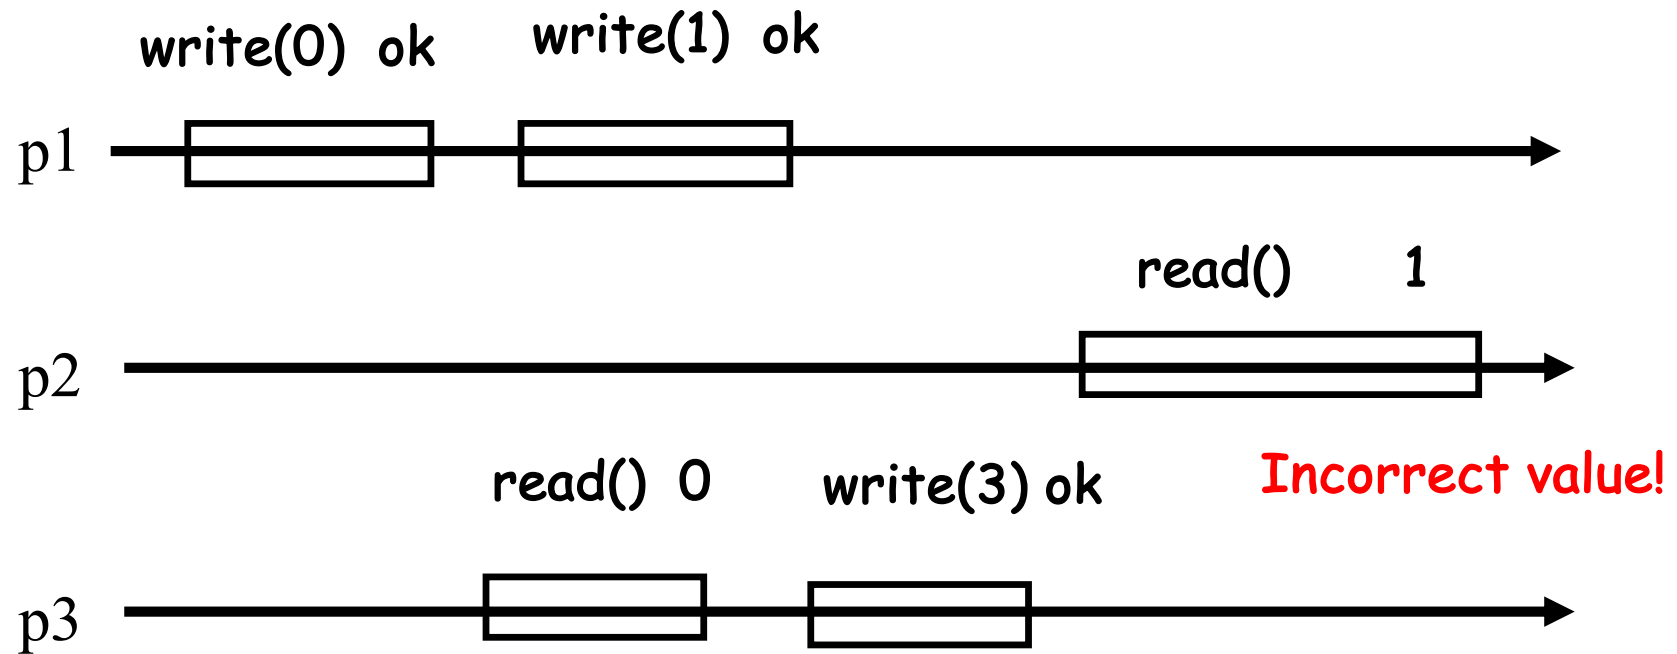 write(0) ok write(1) ok
p1
read() 1
p2
Incorrect value!
read() 0 write(3) ok
p3